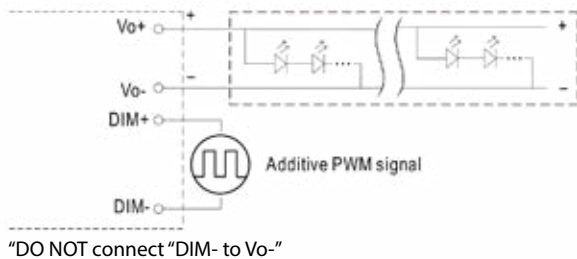 Vo+
+
+
Vo-
−
−
DIM+
Additive PWM signal
DIM-
"DO NOT connect "DIM- to Vo-"